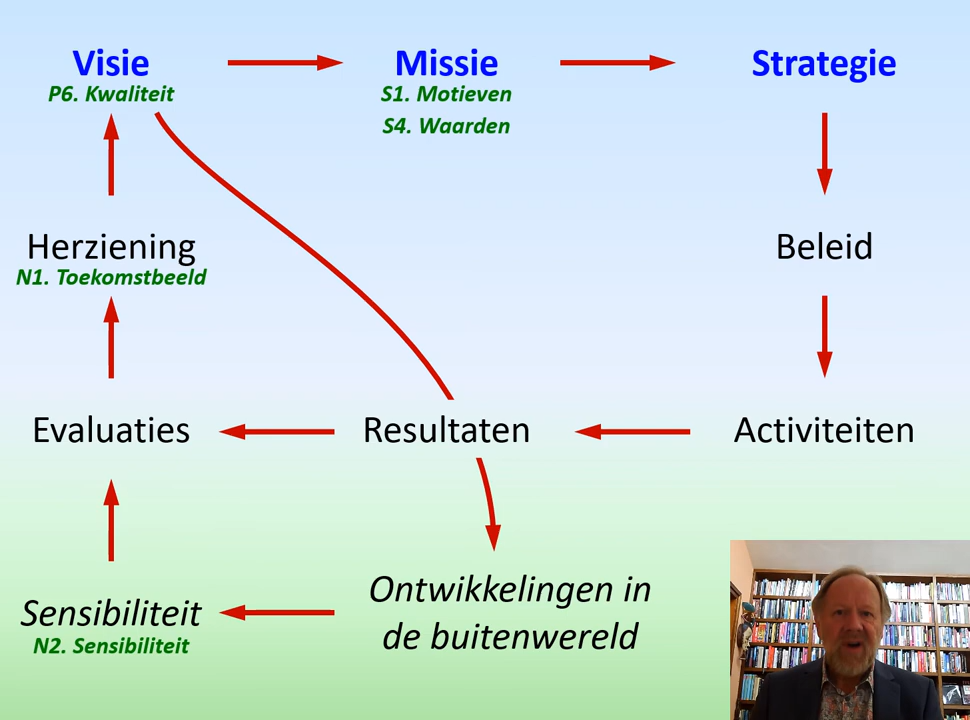 Visie
P6. Kwaliteit
Missie
S1. Motieven
S4. Waarden
Strategie
Herziening
N1. Toekomstbeeld
Beleid
Evaluaties
Resultaten
Activiteiten
Sensibiliteit
N2. Sensibiliteit
Ontwikkelingen in
de buitenwereld